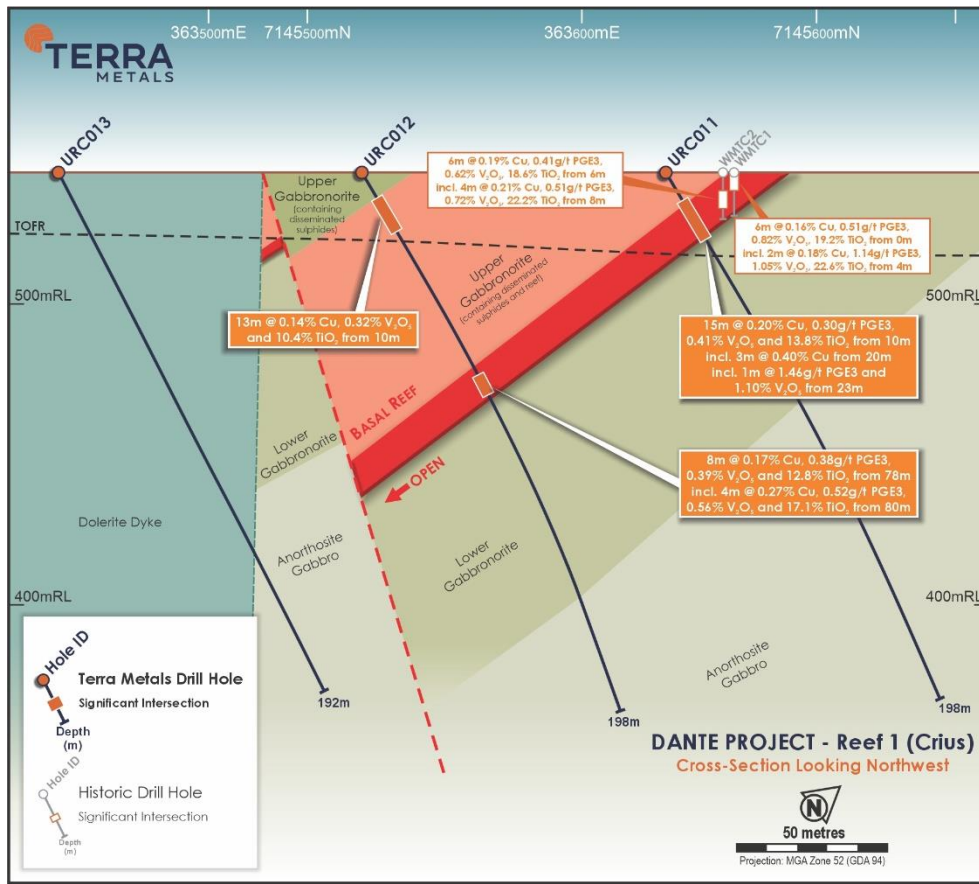 363500mE
7145500mN
363600mE
7145600mN
TERRA
METALS
URC013
URC012
URC011
WMTC2
WMTC1
6m @ 0.19% Cu, 0.41g/t PGE3,
0.62% V₂O₅, 18.6% TiO₂ from 6m
incl. 4m @ 0.21% Cu, 0.51g/t PGE3,
0.72% V₂O₅, 22.2% TiO₂ from 8m
Upper
Gabbronorite
(containing
disseminated
sulphides)
TOFR
6m @ 0.16% Cu, 0.51g/t PGE3,
0.82% V₂O₅, 19.2% TiO₂ from 0m
incl. 2m @ 0.18% Cu, 1.14g/t PGE3,
1.05% V₂O₅, 22.6% TiO₂ from 4m
Upper
Gabbronorite
(containing disseminated
sulphides and reef)
500mRL
500mRL
13m @ 0.14% Cu, 0.32% V₂O₅
and 10.4% TiO₂ from 10m
15m @ 0.20% Cu, 0.30g/t PGE3,
0.41% V₂O₅ and 13.8% TiO₂ from 10m
incl. 3m @ 0.40% Cu from 20m
incl. 1m @ 1.46g/t PGE3 and
1.10% V₂O₅ from 23m
BASAL REEF
Lower
Gabbronorite
OPEN
8m @ 0.17% Cu, 0.38g/t PGE3,
0.39% V₂O₅ and 12.8% TiO₂ from 78m
incl. 4m @ 0.27% Cu, 0.52g/t PGE3,
0.56% V₂O₅ and 17.1% TiO₂ from 80m
Dolerite Dyke
Anorthosite
Gabbro
Lower
Gabbronorite
400mRL
400mRL
Anorthosite
Gabbro
192m
198m
198m
Hole ID
Terra Metals Drill Hole
Significant Intersection
Depth
(m)
Hole ID
Historic Drill Hole
Significant Intersection
Depth
(m)
DANTE PROJECT - Reef 1 (Crius)
Cross-Section Looking Northwest
N
50 metres
Projection: MGA Zone 52 (GDA 94)